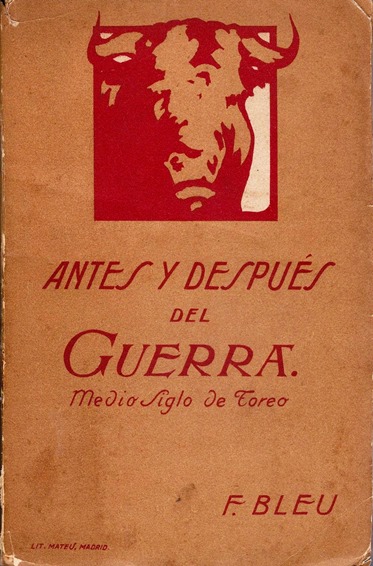 ANTES Y DESPUÉS
DEL
GUERRA.
Medio Siglo de Toreo
F. BLEU
LIT. MATEU, MADRID.